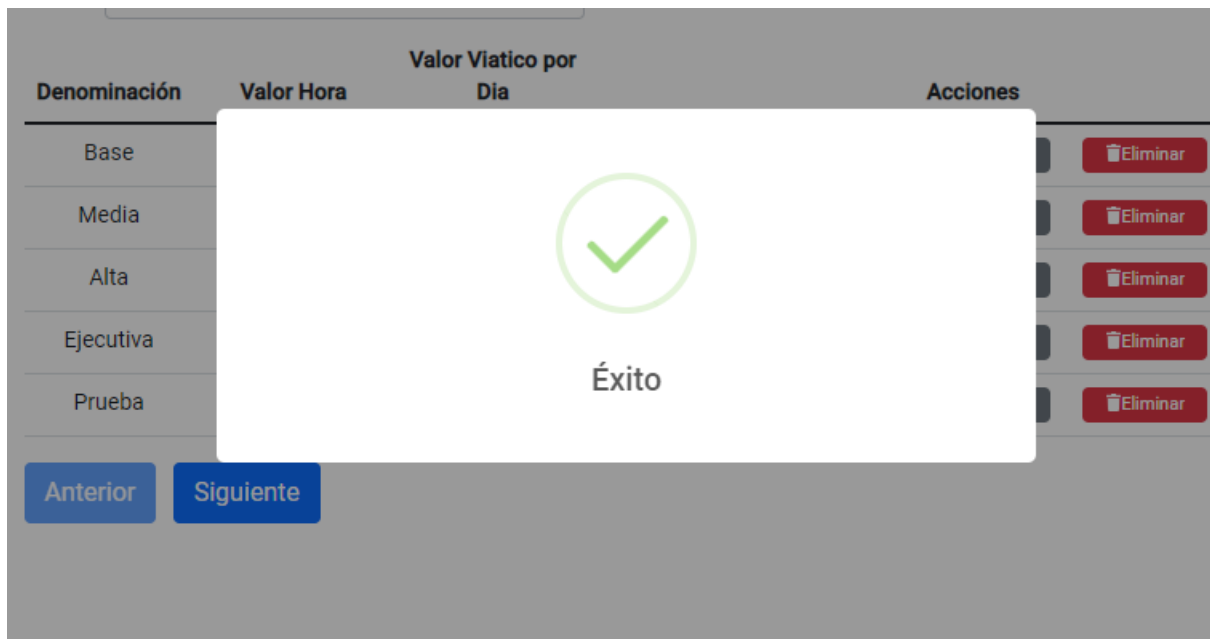 Valor Viatico por
Denominación Valor Hora Dia Acciones
Base Eliminar
Media Eliminar
Alta Eliminar
Ejecutiva Eliminar
Prueba Eliminar
Éxito
Anterior Siguiente